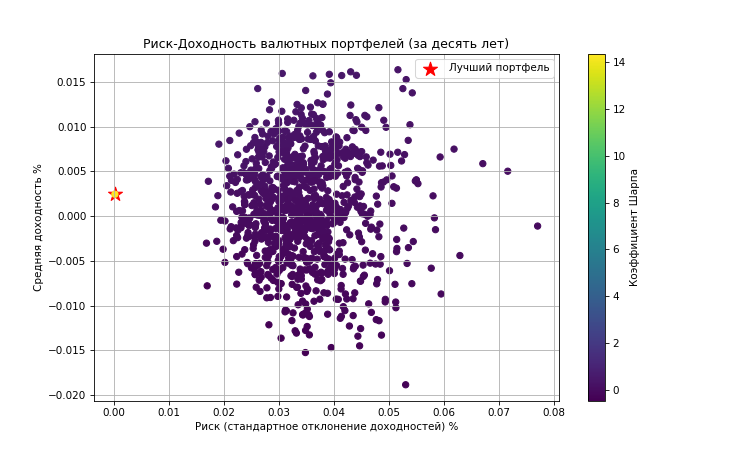 Риск-Доходность валютных портфелей (за десять лет)
Лучший портфель
Средняя доходность %
0.015
0.010
0.005
0.000
−0.005
−0.010
−0.015
−0.020
0.00 0.01 0.02 0.03 0.04 0.05 0.06 0.07 0.08
Риск (стандартное отклонение доходностей) %
14
12
10
8
6
4
2
0
Коэффициент Шарпа